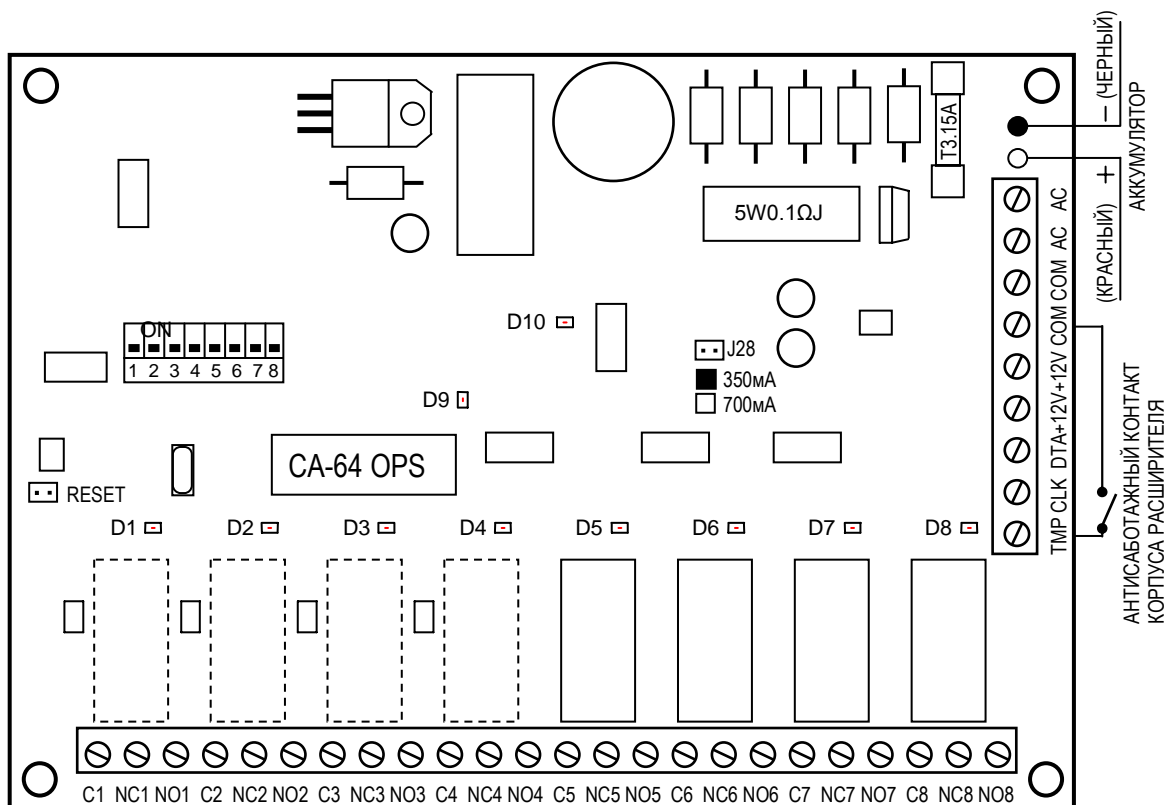 − (ЧЕРНЫЙ)
АККУМУЛЯТОР
(КРАСНЫЙ) +
T3.15A
5W0.1ΩJ
AC
AC
COM
COM
+12V
+12V
DTA
CLK
TMP
ON
1 2 3 4 5 6 7 8
D10
J28
350мА
700мА
D9
CA-64 OPS
RESET
АНТИСАБОТАЖНЫЙ КОНТАКТ
КОРПУСА РАСШИРИТЕЛЯ
D1 D2 D3 D4 D5 D6 D7 D8
C1 NC1 NO1 C2 NC2 NO2 C3 NC3 NO3 C4 NC4 NO4 C5 NC5 NO5 C6 NC6 NO6 C7 NC7 NO7 C8 NC8 NO8